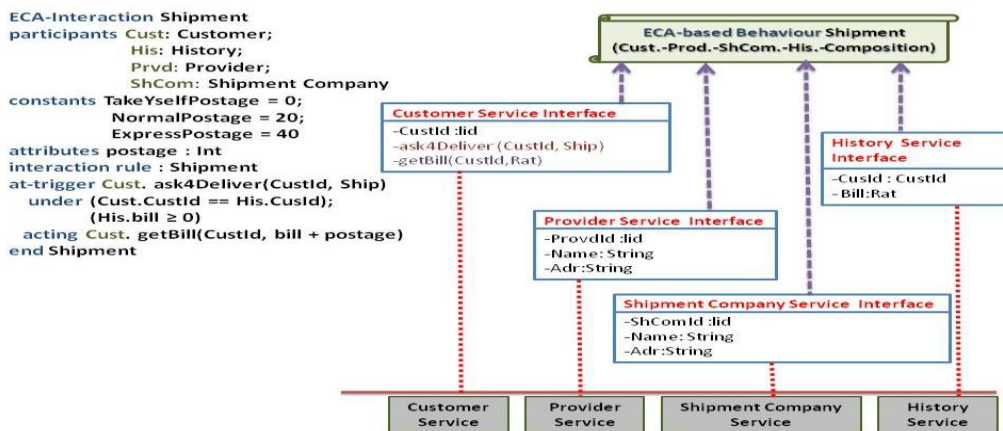 ECA-Interaction Shipment
participants Cust: Customer;
His: History;
Prvd: Provider;
ShCom: Shipment Company
constants TakeYselfPostage = 0;
NormalPostage = 20;
ExpressPostage = 40
attributes postage : Int
interaction rule : Shipment
at-trigger Cust. ask4Deliver(CustId, Ship)
under (Cust.CustId == His.CusId);
(His.bill ≥ 0)
acting Cust. getBill(CustId, bill + postage)
end Shipment
ECA-based Behaviour Shipment
(Cust.-Prod.-ShCom.-His.-Composition)
Customer Service Interface
-CustId :Iid
-ask4Deliver (CustId, Ship)
-getBill(CustId,Rat)
History Service
Interface
-CusId : CustId
-Bill:Rat
Provider Service Interface
-ProvdId :Iid
-Name: String
-Adr:String
Shipment Company Service Interface
-ShComId :Iid
-Name: String
-Adr:String
Customer
Service
Provider
Service
Shipment Company
Service
History
Service